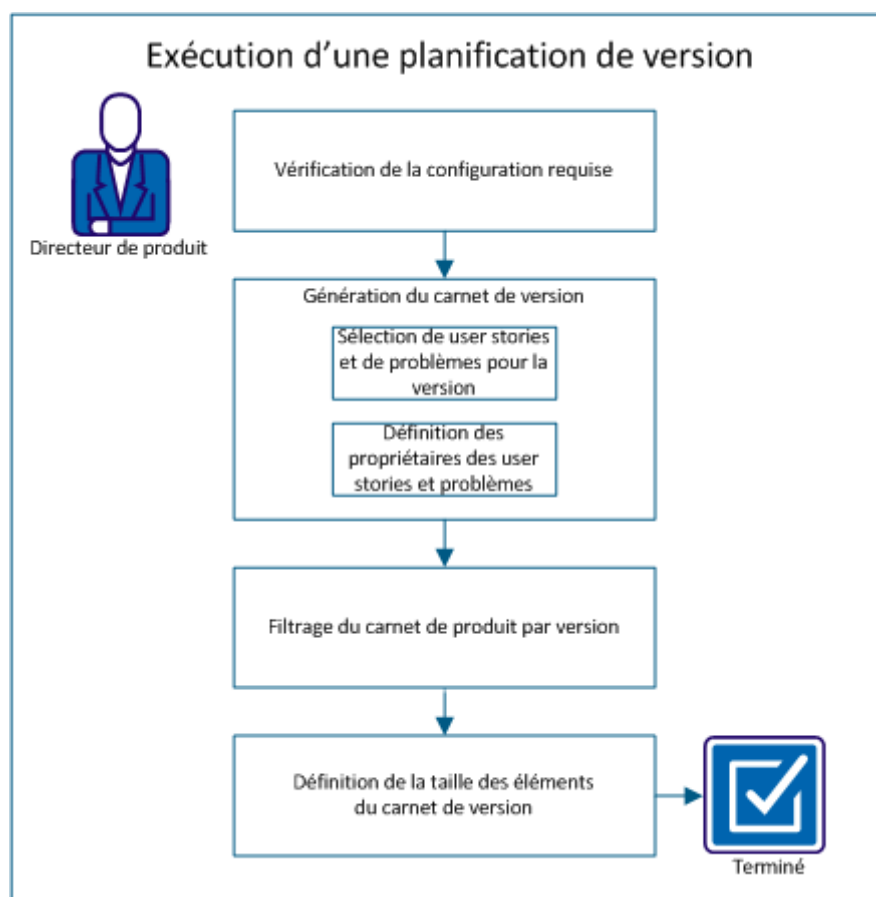 Exécution d'une planification de version
Directeur de produit
Vérification de la configuration requise
Génération du carnet de version
Sélection de user stories
et de problèmes pour la
version
Définition des
propriétaires des user
stories et problèmes
Filtrage du carnet de produit par version
Définition de la taille des éléments
du carnet de version
Terminé